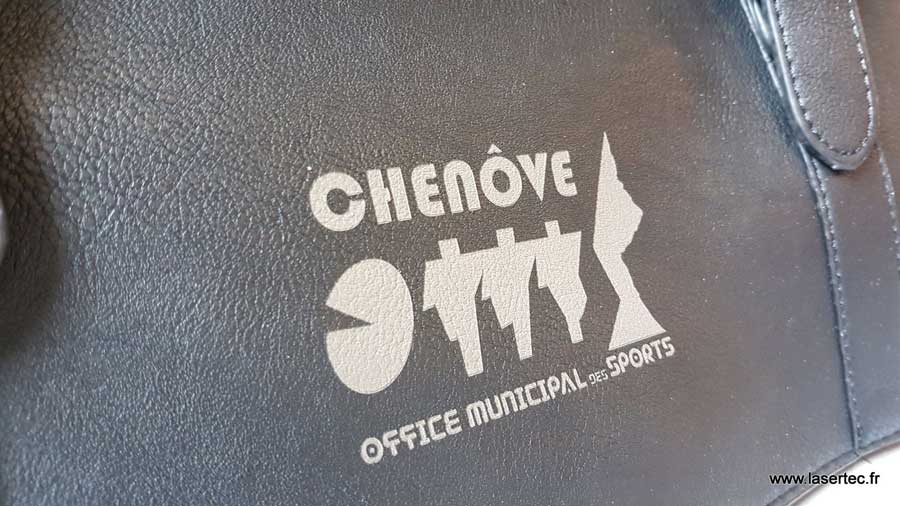 CHENÔVE
OFFICE MUNICIPAL DES SPORTS
www.lasertec.fr